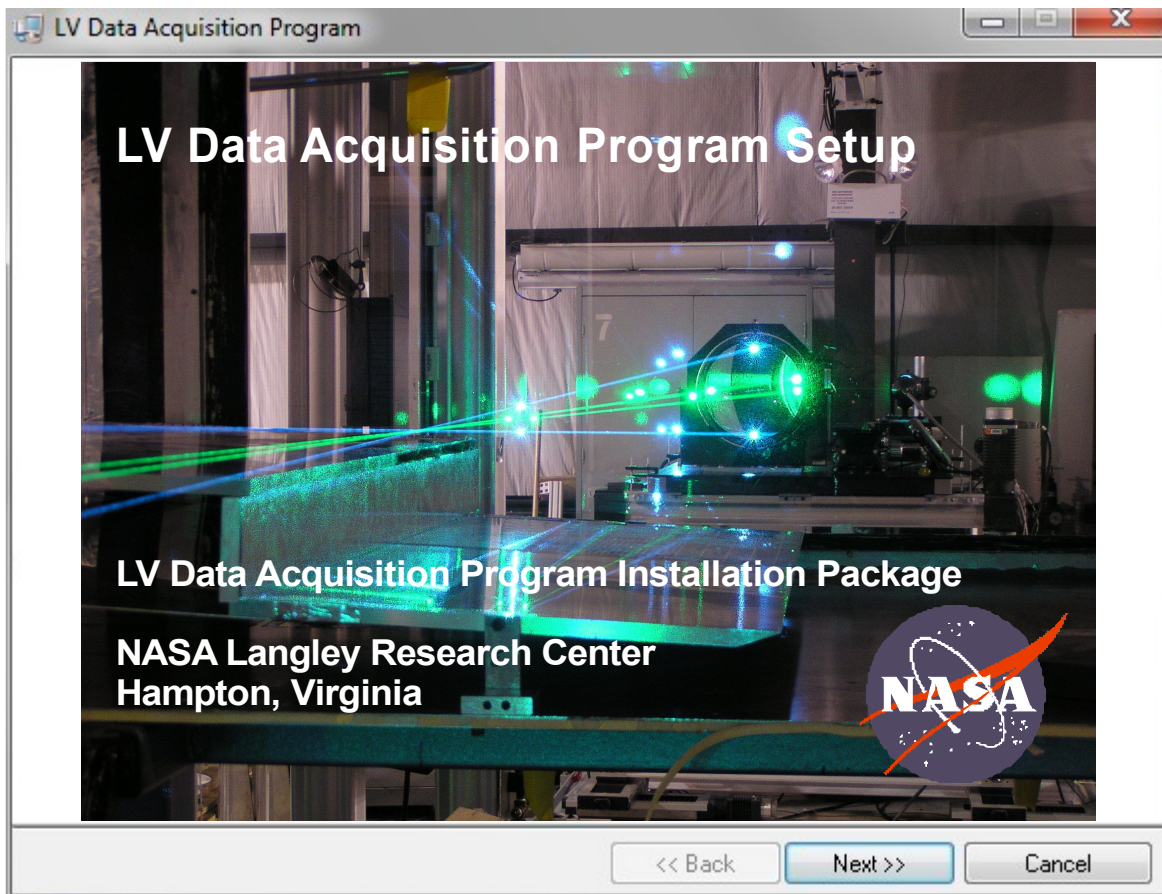 LV Data Acquisition Program
LV Data Acquisition Program Setup
7
LV Data Acquisition Program Installation Package
NASA Langley Research Center
Hampton, Virginia
NASA
<< Back
Next >>
Cancel